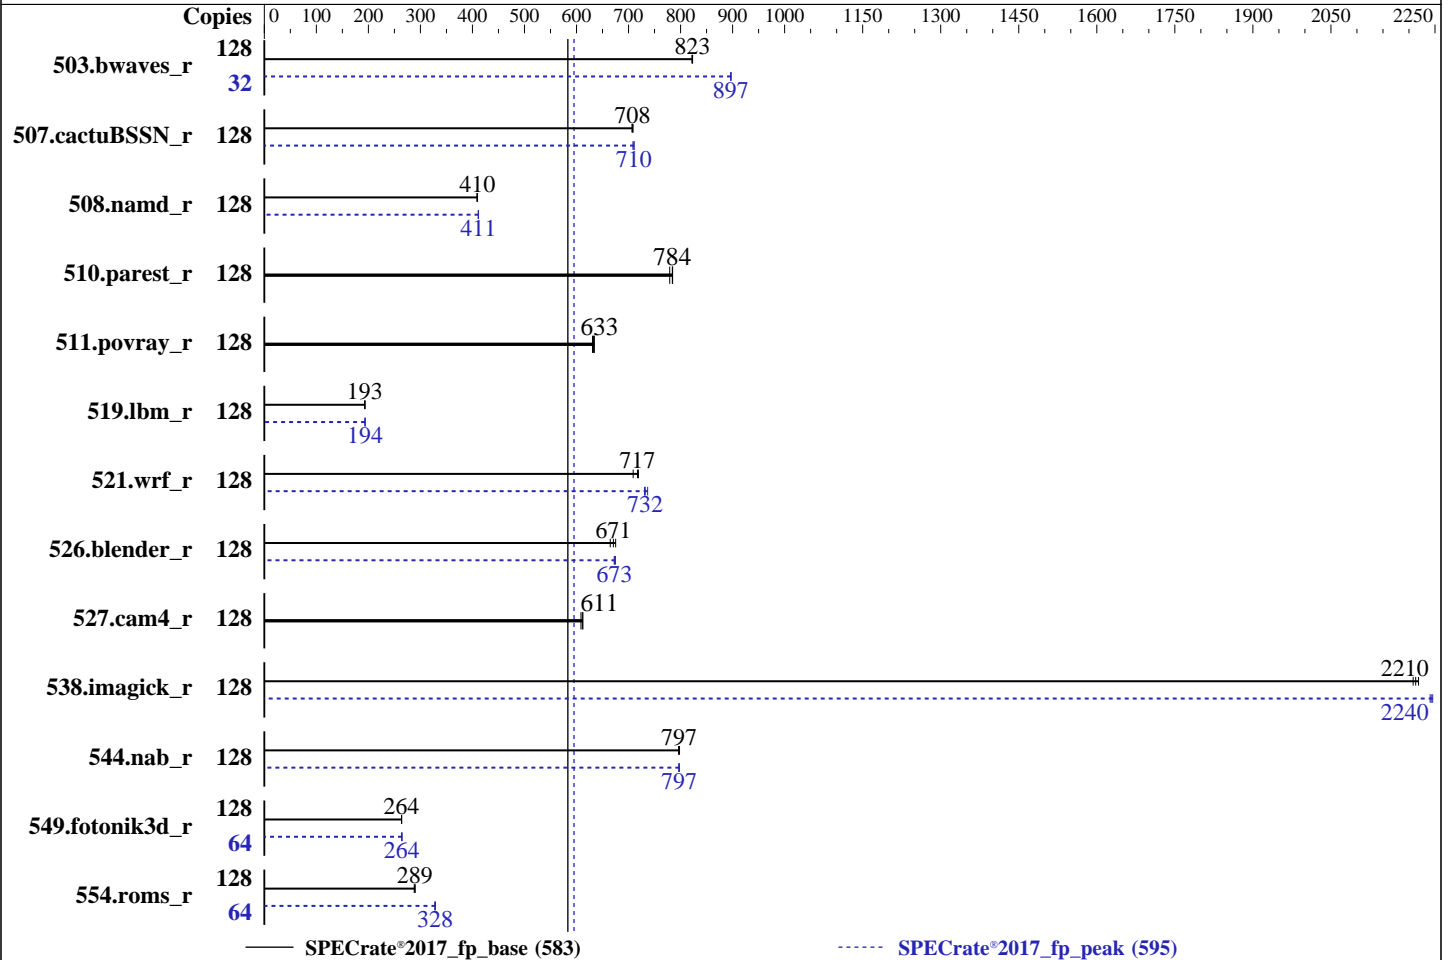 Copies 0 100 200 300 400 500 600 700 800 900 1000 1150 1300 1450 1600 1750 1900 2050 2250
503.bwaves_r 128 823
32 897
507.cactuBSSN_r 128 708
710
508.namd_r 128 410
411
510.parest_r 128 784
511.povray_r 128 633
519.lbm_r 128 193
194
521.wrf_r 128 717
732
526.blender_r 128 671
673
527.cam4_r 128 611
538.imagick_r 128 2210
2240
544.nab_r 128 797
797
549.fotonik3d_r 128 264
64 264
554.roms_r 128 289
64 328
SPECrate®2017_fp_base (583) SPECrate®2017_fp_peak (595)